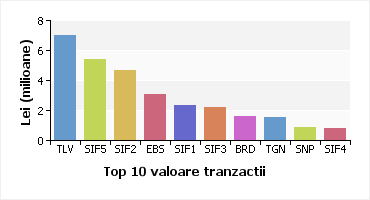 Lei (milioane)
8
6
4
2
0
TLV SIF5 SIF2 EBS SIF1 SIF3 BRD TGN SNP SIF4
Top 10 valoare tranzactii